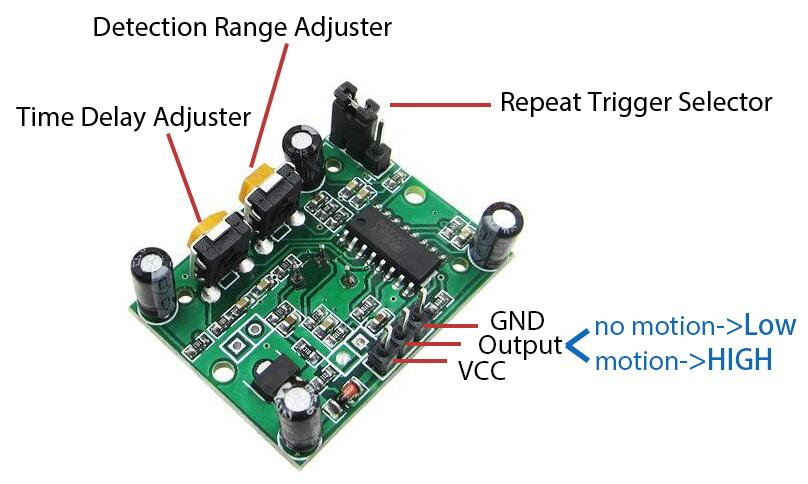 Detection Range Adjuster
Time Delay Adjuster
Repeat Trigger Selector
GND
Output
VCC
no motion->Low
motion->HIGH